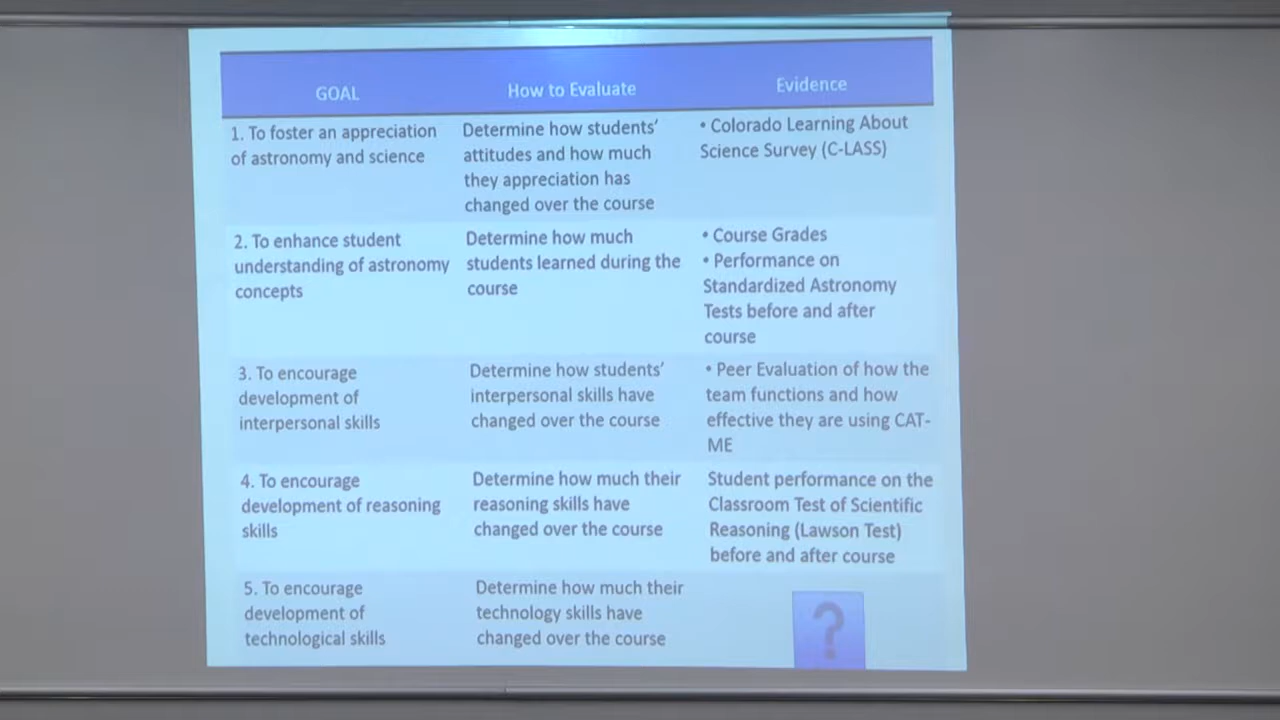 GOAL
How to Evaluate
Evidence
1. To foster an appreciation
of astronomy and science
Determine how students'
attitudes and how much
they appreciation has
changed over the course
• Colorado Learning About
Science Survey (C-LASS)
2. To enhance student
understanding of astronomy
concepts
Determine how much
students learned during the
course
• Course Grades
• Performance on
Standardized Astronomy
Tests before and after
course
3. To encourage
development of
interpersonal skills
Determine how students'
interpersonal skills have
changed over the course
• Peer Evaluation of how the
team functions and how
effective they are using CAT-
ME
4. To encourage
development of reasoning
skills
Determine how much their
reasoning skills have
changed over the course
Student performance on the
Classroom Test of Scientific
Reasoning (Lawson Test)
before and after course
5. To encourage
development of
technological skills
Determine how much their
technology skills have
changed over the course
?